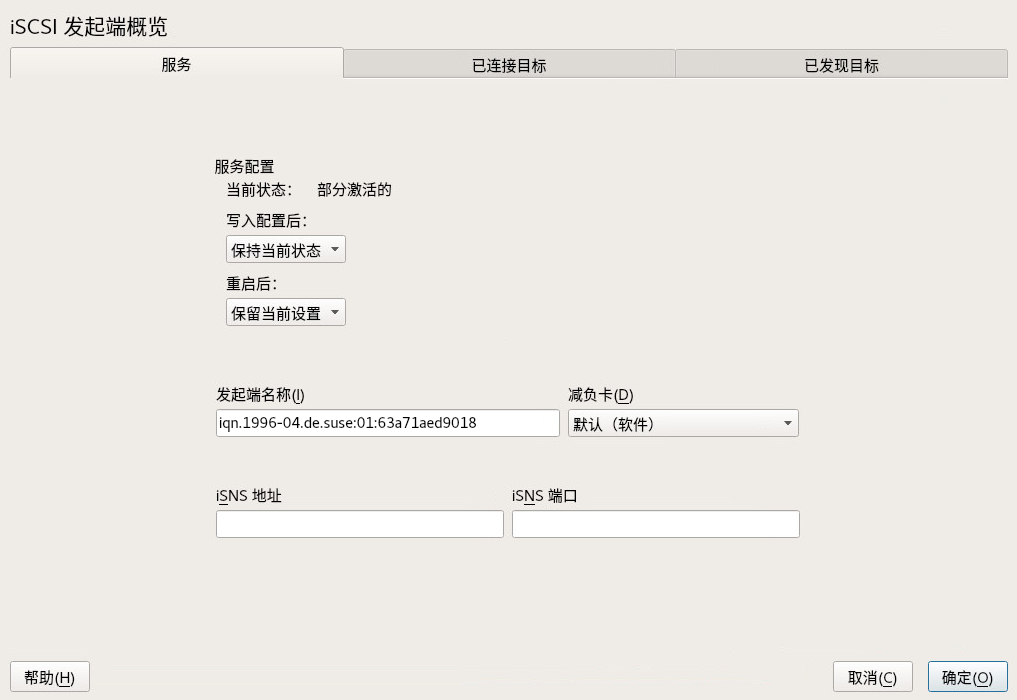 iSCSI 发起端概览
服务 已连接目标 已发现目标
服务配置
当前状态： 部分激活的
写入配置后：
保持当前状态
重启后：
保留当前设置
发起端名称(I) 减负卡(D)
iqn.1996-04.de.suse:01:63a71aed9018 默认（软件）
iSNS 地址 iSNS 端口
帮助(H) 取消(C) 确定(O)